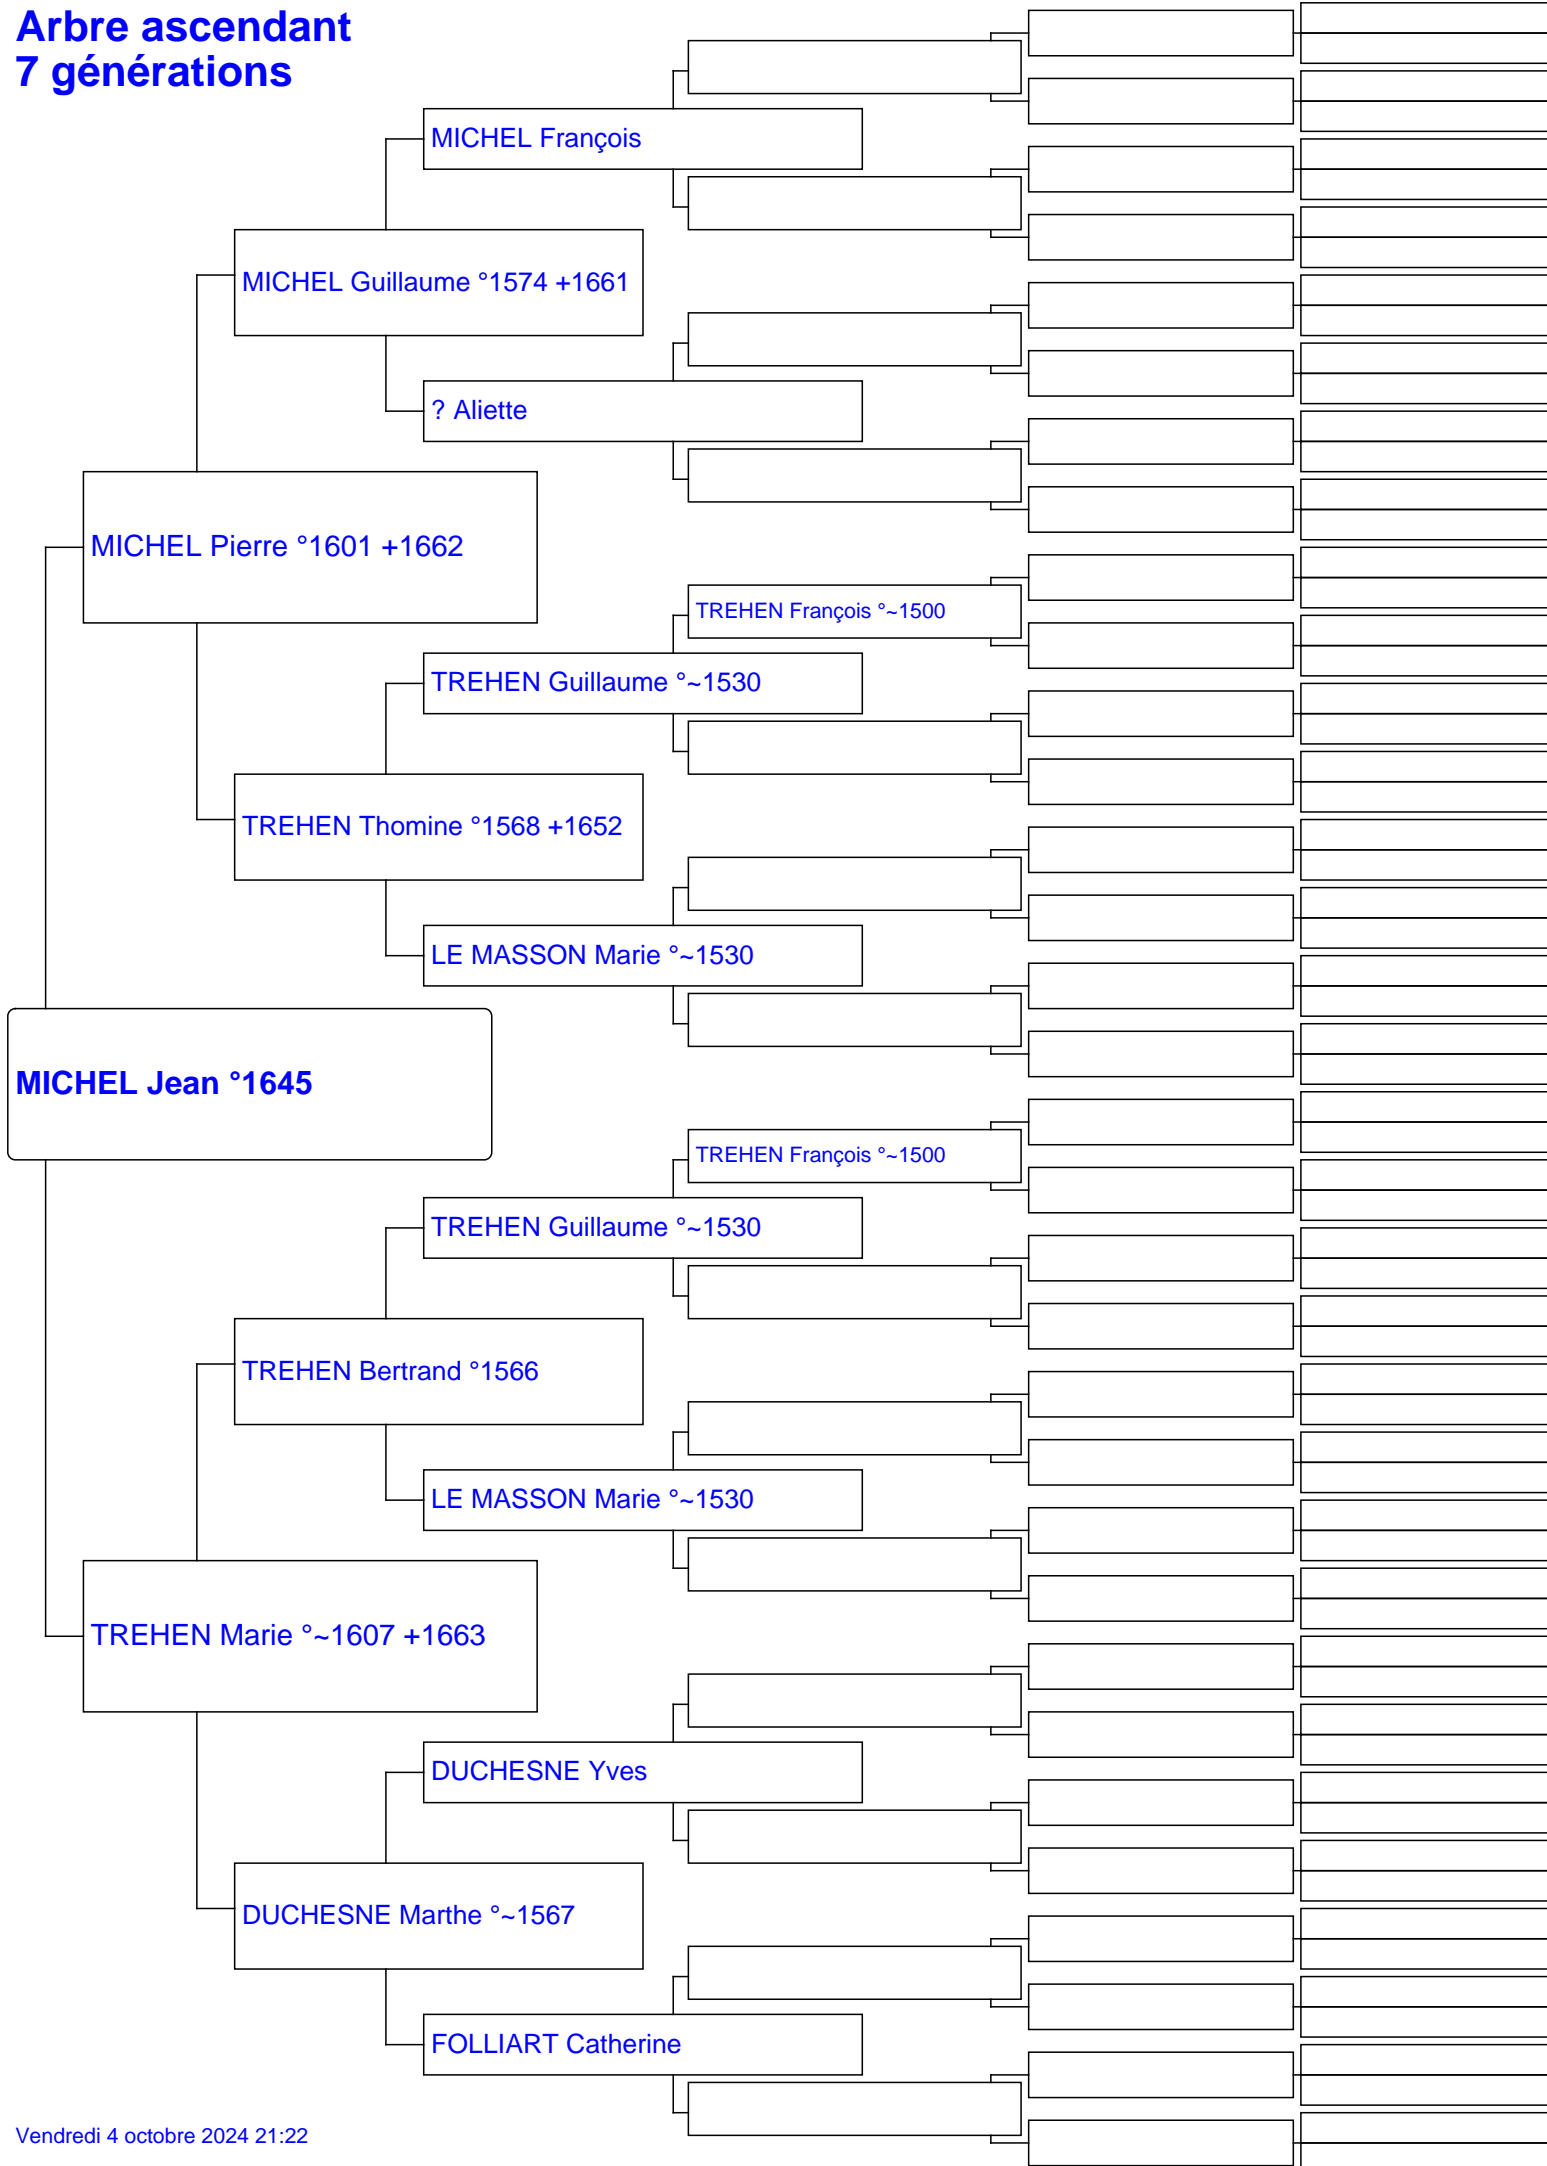 Arbre ascendant
7 générations
MICHEL François
MICHEL Guillaume °1574 +1661
? Aliette
MICHEL Pierre °1601 +1662
TREHEN François °~1500
TREHEN Guillaume °~1530
TREHEN Thomine °1568 +1652
LE MASSON Marie °~1530
MICHEL Jean °1645
TREHEN François °~1500
TREHEN Guillaume °~1530
TREHEN Bertrand °1566
LE MASSON Marie °~1530
TREHEN Marie °~1607 +1663
DUCHESNE Yves
DUCHESNE Marthe °~1567
FOLLIART Catherine
Vendredi 4 octobre 2024 21:22